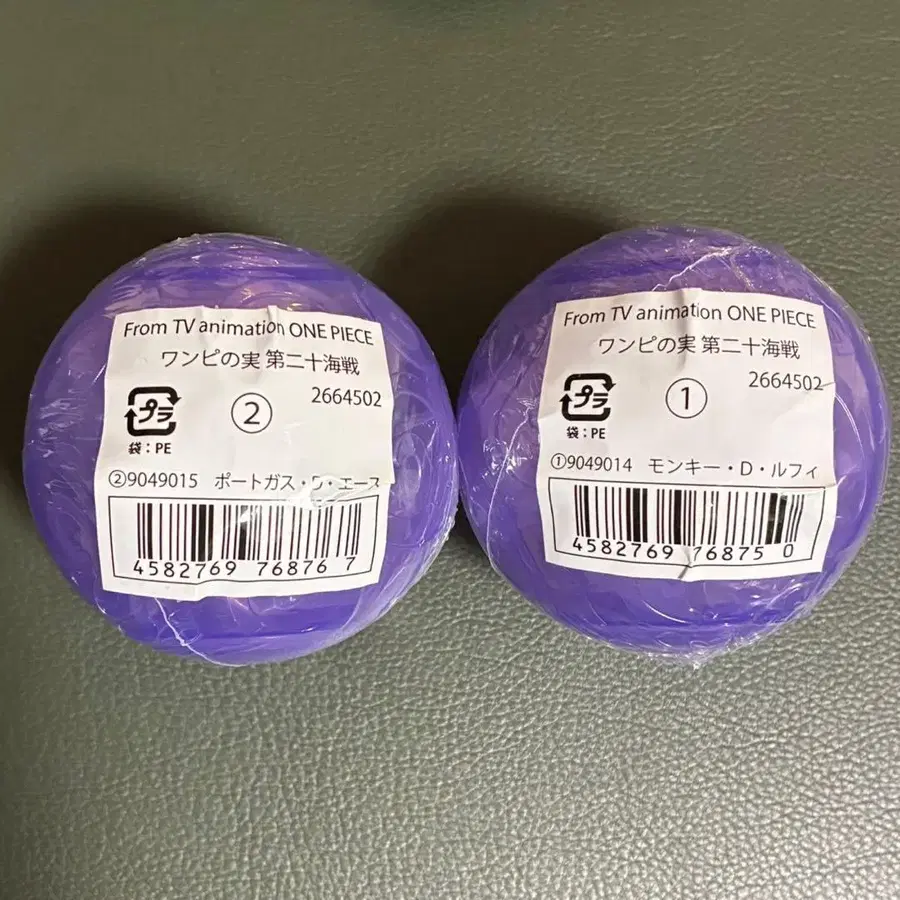 From TV animation ONE PIECE
ワンピの実 第二十海戦
2664502
プラ
②
袋：PE
②9049015 ポートガス・D・エース
4582769 76876 7
From TV animation ONE PIECE
ワンピの実 第二十海戦
2664502
プラ
①
袋：PE
①9049014 モンキー・D・ルフィ
4582769 76875 0